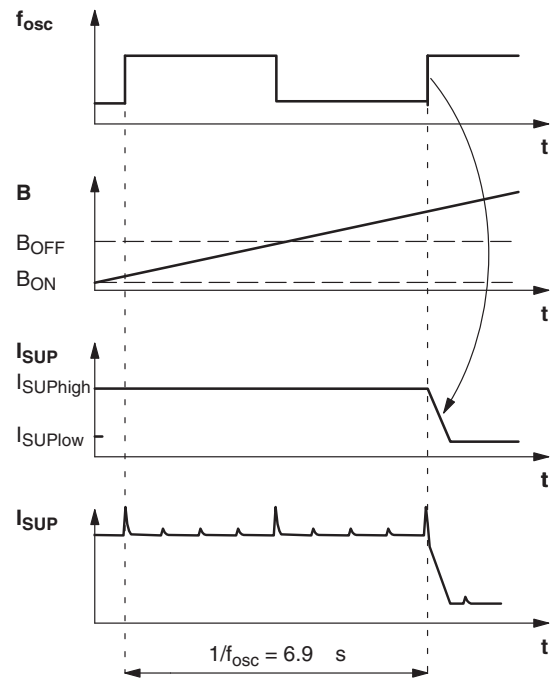 fosc
t
B
BOFF
BON
t
ISUP
ISUPhigh
ISUPlow
t
ISUP
t
1/fosc = 6.9 s